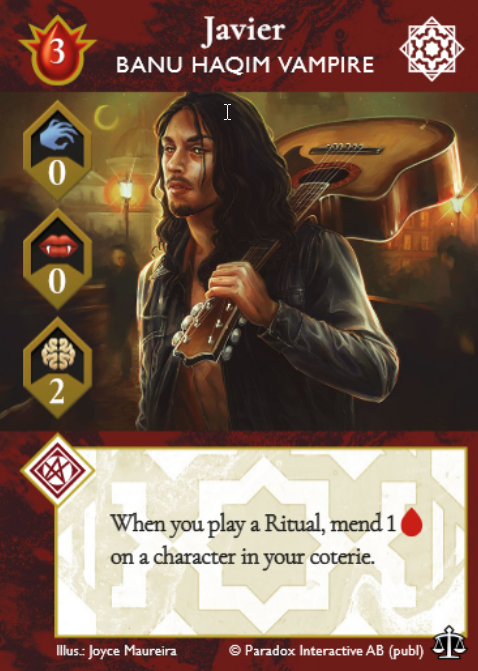 Javier
3
BANU HAQIM VAMPIRE
0
0
2
When you play a Ritual, mend 1
on a character in your coterie.
Illus.: Joyce Maureira © Paradox Interactive AB (publ)